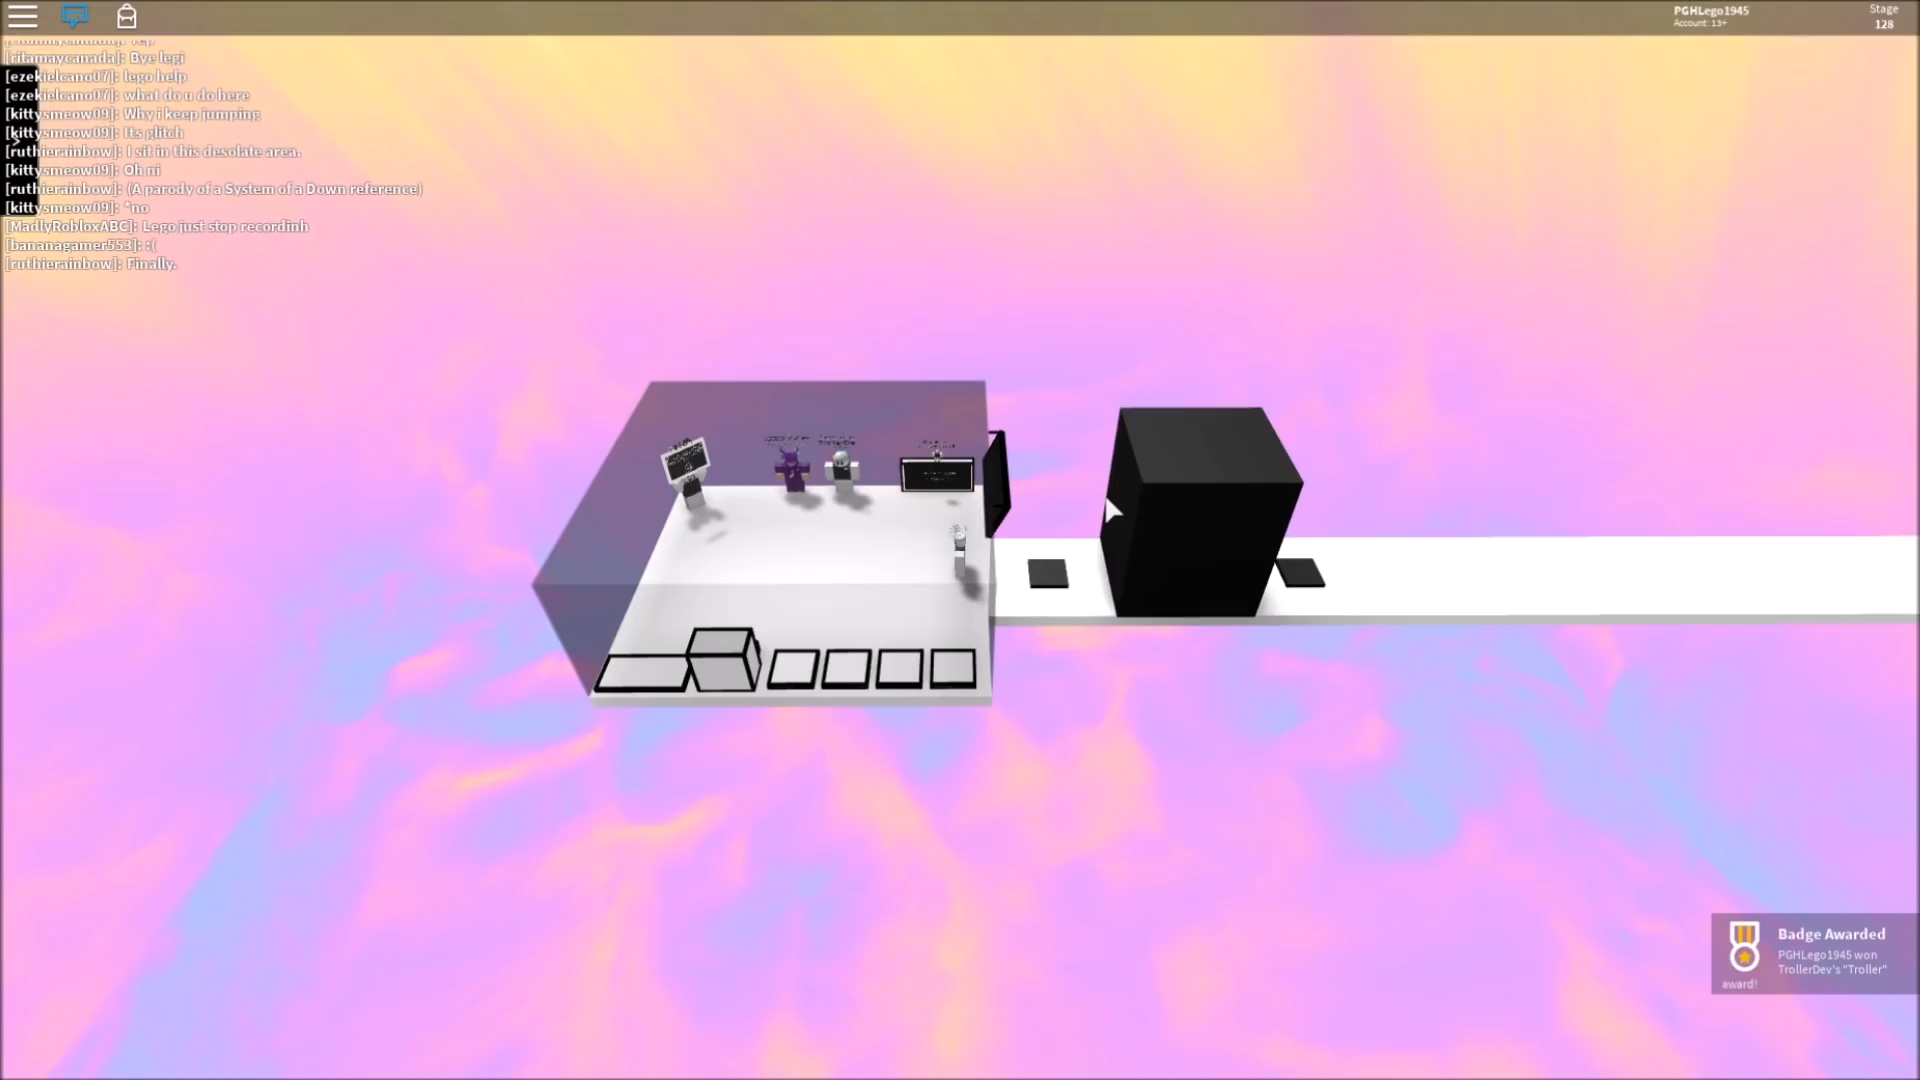 PGHLego1945
Account: 13+
Stage
128
[ritamaycanada]: Bye legi
[ezekielcano07]: lego help
[ezekielcano07]: what do u do here
[kittysmeow09]: Why i keep jumping
[kittysmeow09]: Its glitch
[ruthierainbow]: I sit in this desolate area.
[kittysmeow09]: Oh ni
[ruthierainbow]: (A parody of a System of a Down reference)
[kittysmeow09]: *no
[MadlyRobloxABC]: Lego just stop recordinh
[bananagamer553]: :(
[ruthierainbow]: Finally.
Badge Awarded
PGHLego1945 won
TrollerDev's "Troller"
award!